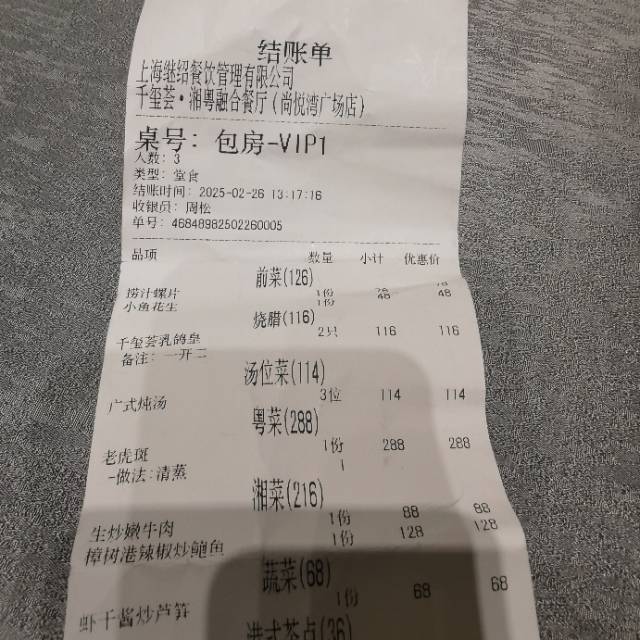 结账单
上海继绍餐饮管理有限公司
千玺荟·湘粤融合餐厅(尚悦湾广场店)
桌号: 包房-VIP1
人数: 3
类型: 堂食
结账时间: 2025-02-26 13:17:16
收银员: 周松
单号: 46848982502260005
品项 数量 小计 优惠价
前菜(126)
捞汁螺片 1份 78 78
小鱼花生 1份 48 48
烧腊(116)
千玺荟乳鸽皇 2只 116 116
备注: 一开二
汤位菜(114)
广式炖汤 3位 114 114
粤菜(288)
老虎斑 1份 288 288
-做法:清蒸 1
湘菜(216)
生炒嫩牛肉 1份 88 88
樟树港辣椒炒鲍鱼 1份 128 128
蔬菜(68)
虾干酱炒芦笋 1份 68 68
港式茶点(36)